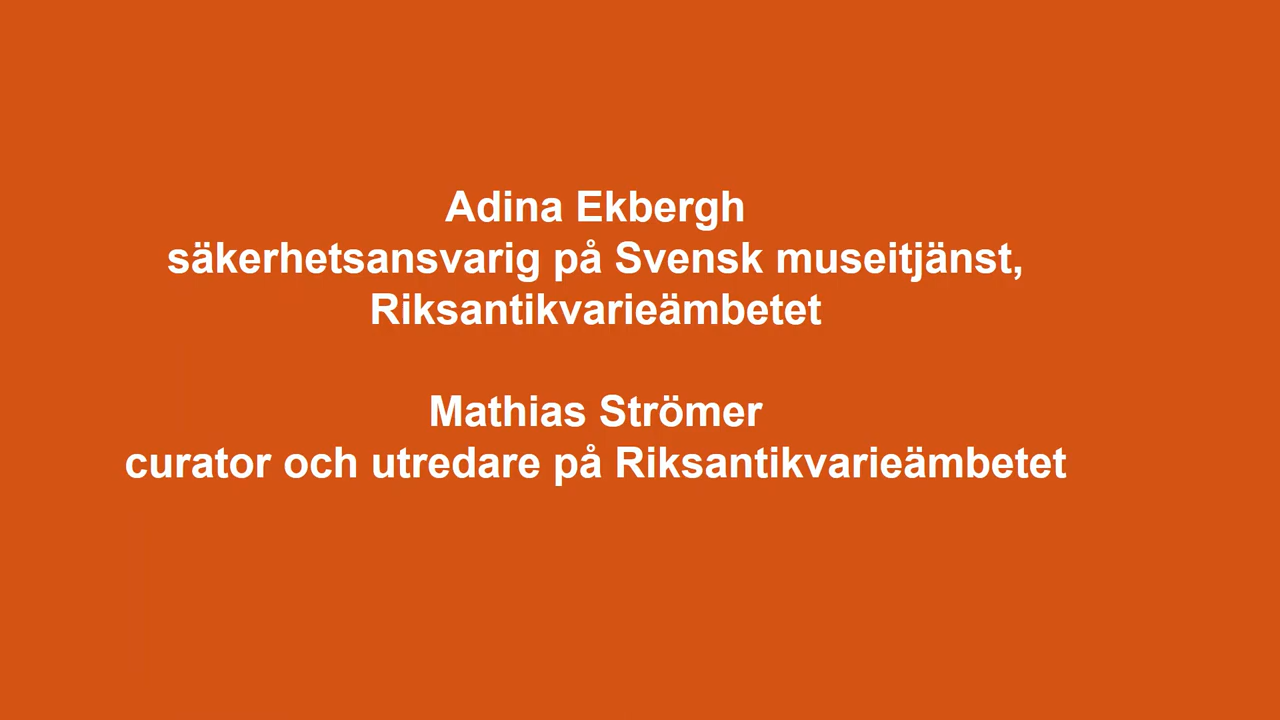 Adina Ekbergh
säkerhetsansvarig på Svensk museitjänst,
Riksantikvarieämbetet
Mathias Strömer
curator och utredare på Riksantikvarieämbetet